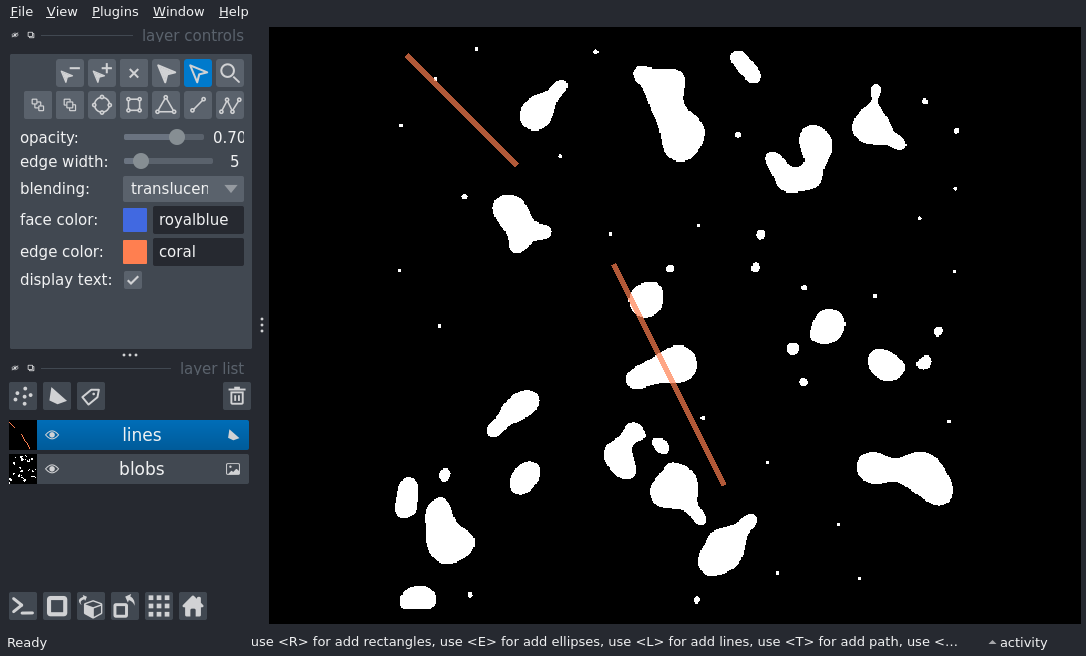 File View Plugins Window Help
layer controls
opacity: 0.70
edge width: 5
blending: translucen
face color: royalblue
edge color: coral
display text:
layer list
lines
blobs
Ready use <R> for add rectangles, use <E> for add ellipses, use <L> for add lines, use <T> for add path, use <... activity